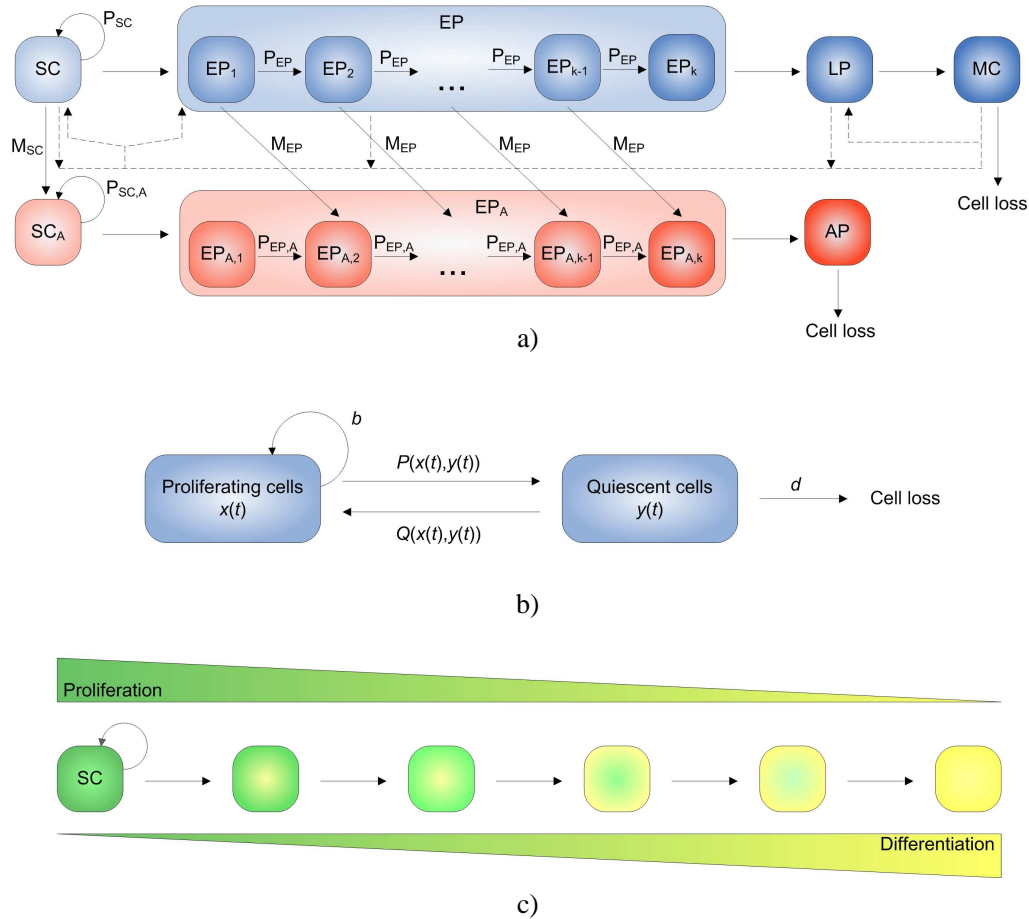 P_SC
EP
SC
EP_1
P_EP
EP_2
P_EP
...
P_EP
EP_k-1
P_EP
EP_k
LP
MC
M_SC
M_EP
M_EP
M_EP
M_EP
P_SC,A
Cell loss
EP_A
SC_A
EP_A,1
P_EP,A
EP_A,2
P_EP,A
...
P_EP,A
EP_A,k-1
P_EP,A
EP_A,k
AP
Cell loss
a)
b
P(x(t),y(t))
Proliferating cells
x(t)
Quiescent cells
y(t)
d
Cell loss
Q(x(t),y(t))
b)
Proliferation
SC
Differentiation
c)